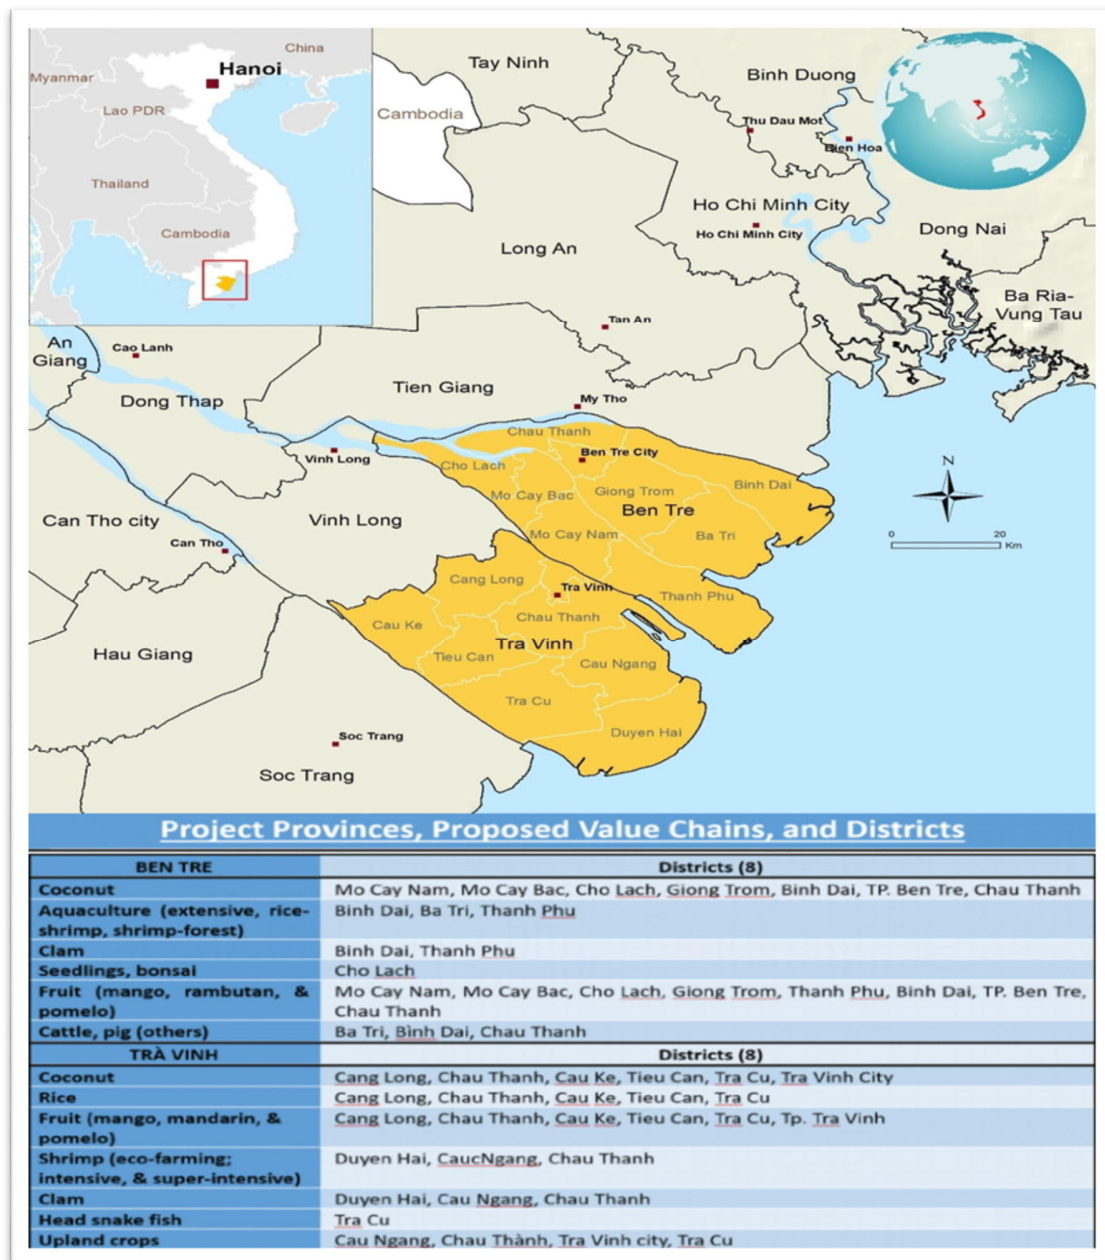 China
Hanoi
Myanmar
Lao PDR
Thailand
Cambodia
Tay Ninh
Binh Duong
Cambodia
Thu Dau Mot
Bien Hoa
Ho Chi Minh City
Ho Chi Minh City
Dong Nai
Long An
Ba Ria-
Vung Tau
Tan An
An
Giang
Cao Lanh
Dong Thap
Tien Giang
My Tho
Chau Thanh
Vinh Long
Ben Tre City
Cho Lach
Mo Cay Bac
Giong Trom
Binh Dai
Ben Tre
N
0 20
Km
Can Tho city
Vinh Long
Can Tho
Mo Cay Nam
Ba Tri
Cang Long
Tra Vinh
Thanh Phu
Cau Ke
Chau Thanh
Hau Giang
Tra Vinh
Tieu Can
Cau Ngang
Tra Cu
Duyen Hai
Soc Trang
Soc Trang
Project Provinces, Proposed Value Chains, and Districts
BEN TRE Districts (8)
Coconut Mo Cay Nam, Mo Cay Bac, Cho Lach, Giong Trom, Binh Dai, TP. Ben Tre, Chau Thanh
Aquaculture (extensive, rice- Binh Dai, Ba Tri, Thanh Phu
shrimp, shrimp-forest)
Clam Binh Dai, Thanh Phu
Seedlings, bonsai Cho Lach
Fruit (mango, rambutan, & Mo Cay Nam, Mo Cay Bac, Cho Lach, Giong Trom, Thanh Phu, Binh Dai, TP. Ben Tre,
pomelo) Chau Thanh
Cattle, pig (others) Ba Tri, Bình Dai, Chau Thanh
TRÀ VINH Districts (8)
Coconut Cang Long, Chau Thanh, Cau Ke, Tieu Can, Tra Cu, Tra Vinh City
Rice Cang Long, Chau Thanh, Cau Ke, Tieu Can, Tra Cu
Fruit (mango, mandarin, & Cang Long, Chau Thanh, Cau Ke, Tieu Can, Tra Cu, Tp. Tra Vinh
pomelo)
Shrimp (eco-farming; Duyen Hai, CaucNgang, Chau Thanh
intensive, & super-intensive)
Clam Duyen Hai, Cau Ngang, Chau Thanh
Head snake fish Tra Cu
Upland crops Cau Ngang, Chau Thành, Tra Vinh city, Tra Cu